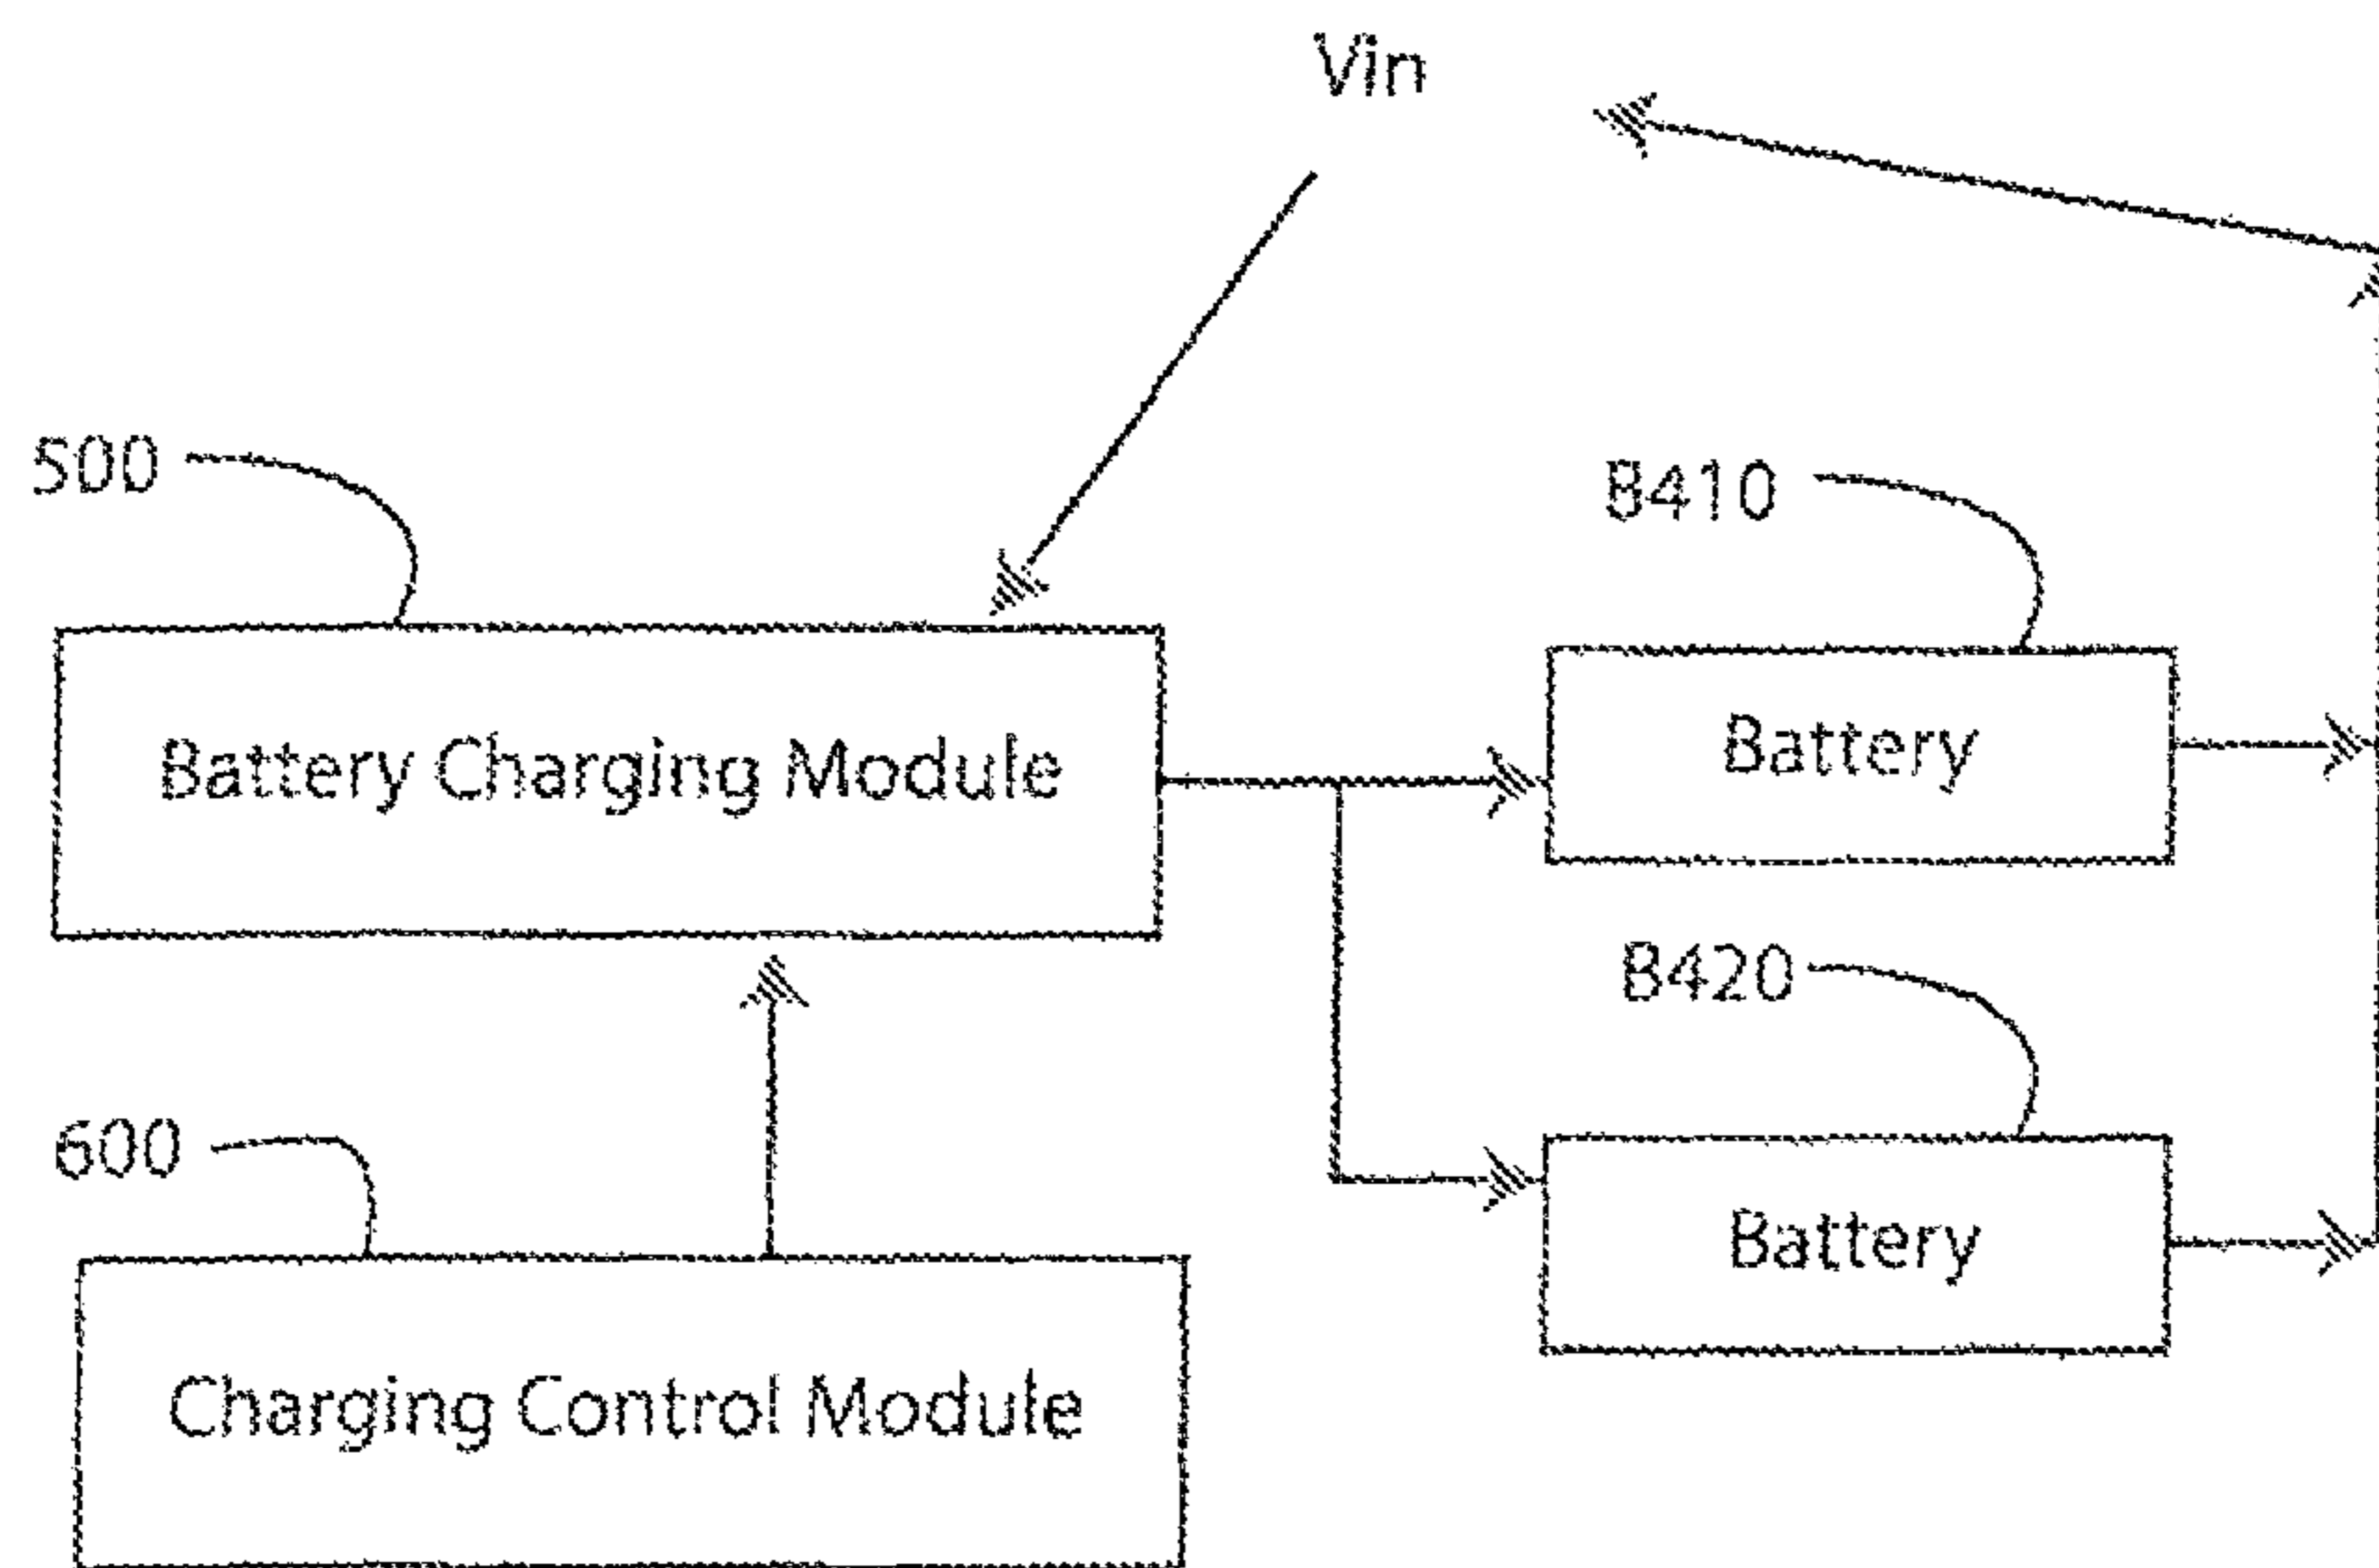 Vin
500
B410
Battery Charging Module
Battery
B420
600
Battery
Charging Control Module